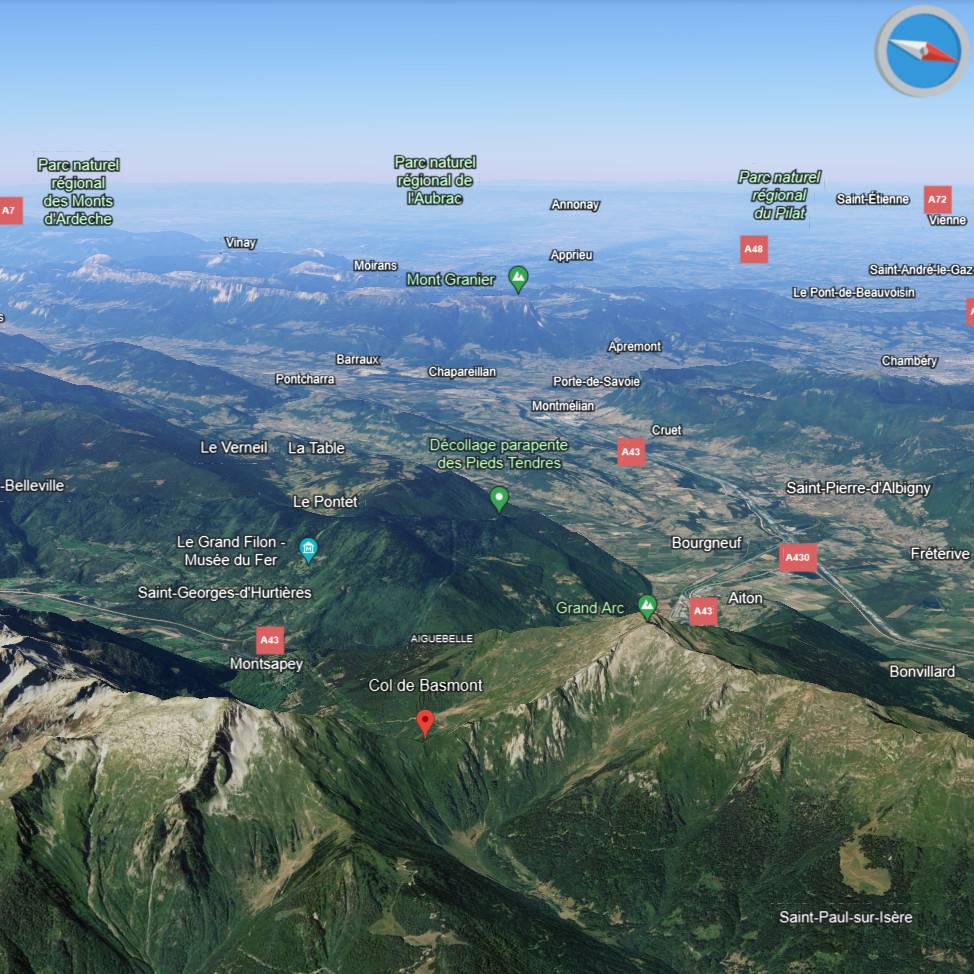 Parc naturel
régional
des Monts
d'Ardèche
Parc naturel
régional de
l'Aubrac
Parc naturel
régional
du Pilat
Saint-Étienne
A72
Vienne
A7
Annonay
Vinay
Moirans
Apprieu
A48
Mont Granier
Saint-André-le-Gaz
Le Pont-de-Beauvoisin
Barraux
Pontcharra
Chapareillan
Apremont
Porte-de-Savoie
Chambéry
Montmélian
Cruet
A43
Le Verneil
La Table
Décollage parapente
des Pieds Tendres
-Belleville
Le Pontet
Saint-Pierre-d'Albigny
Le Grand Filon -
Musée du Fer
Bourgneuf
A430
Fréterive
Saint-Georges-d'Hurtières
Grand Arc
A43
Aiton
A43
Montsapey
AIGUEBELLE
Col de Basmont
Bonvillard
Saint-Paul-sur-Isère